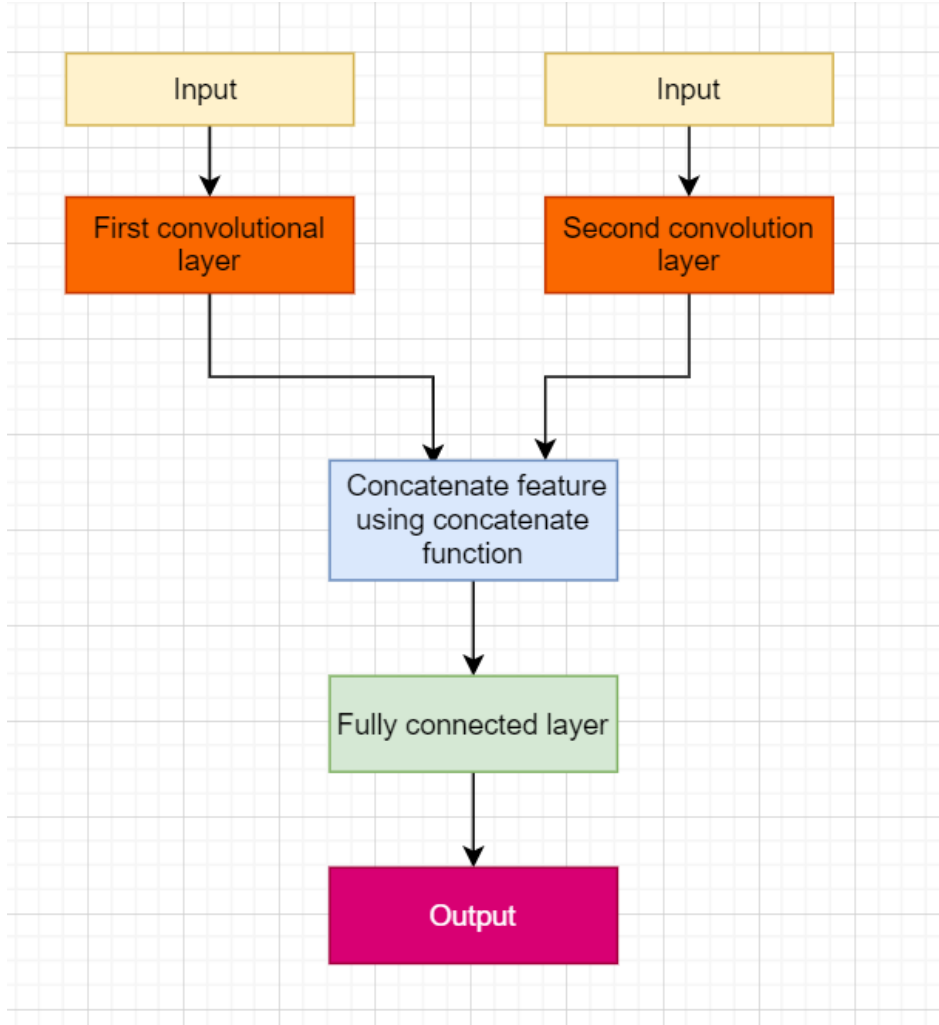 Input
Input
First convolutional
layer
Second convolution
layer
Concatenate feature
using concatenate
function
Fully connected layer
Output